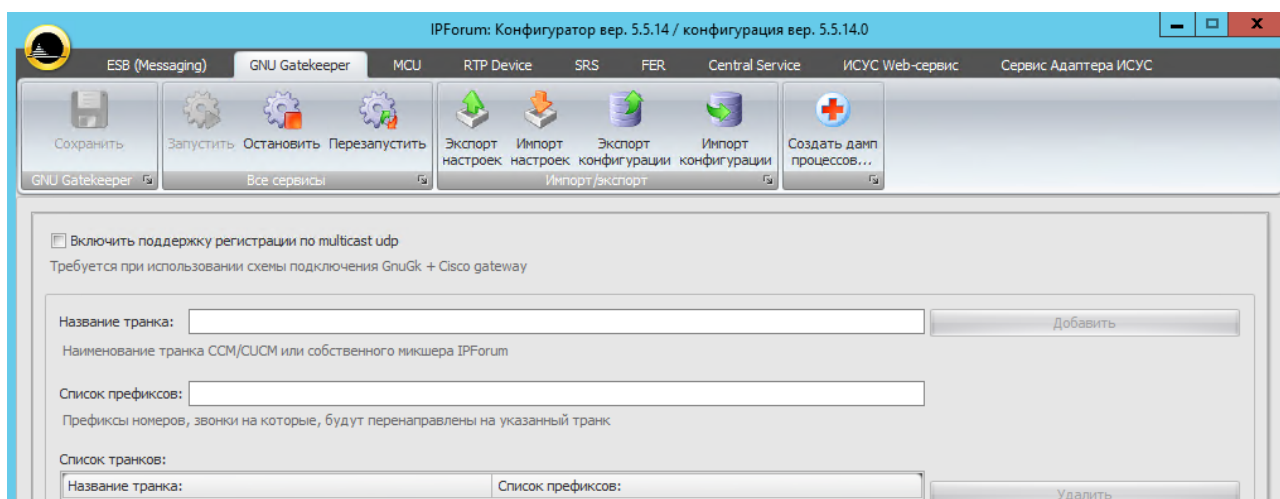 IPForum: Конфигуратор вер. 5.5.14 / конфигурация вер. 5.5.14.0
ESB (Messaging) GNU Gatekeeper MCU RTP Device SRS FER Central Service ИСУС Web-сервис Сервис Адаптера ИСУС
Сохранить Запустить Остановить Перезапустить Экспорт настроек Импорт настроек Экспорт конфигурации Импорт конфигурации Создать дамп процессов...
GNU Gatekeeper Все сервисы Импорт/экспорт
Включить поддержку регистрации по multicast udp
Требуется при использовании схемы подключения GnuGk + Cisco gateway
Название транка: Добавить
Наименование транка CCM/CUCM или собственного микшера IPForum
Список префиксов:
Префиксы номеров, звонки на которые, будут перенаправлены на указанный транк
Список транков:
Название транка: Список префиксов: Удалить